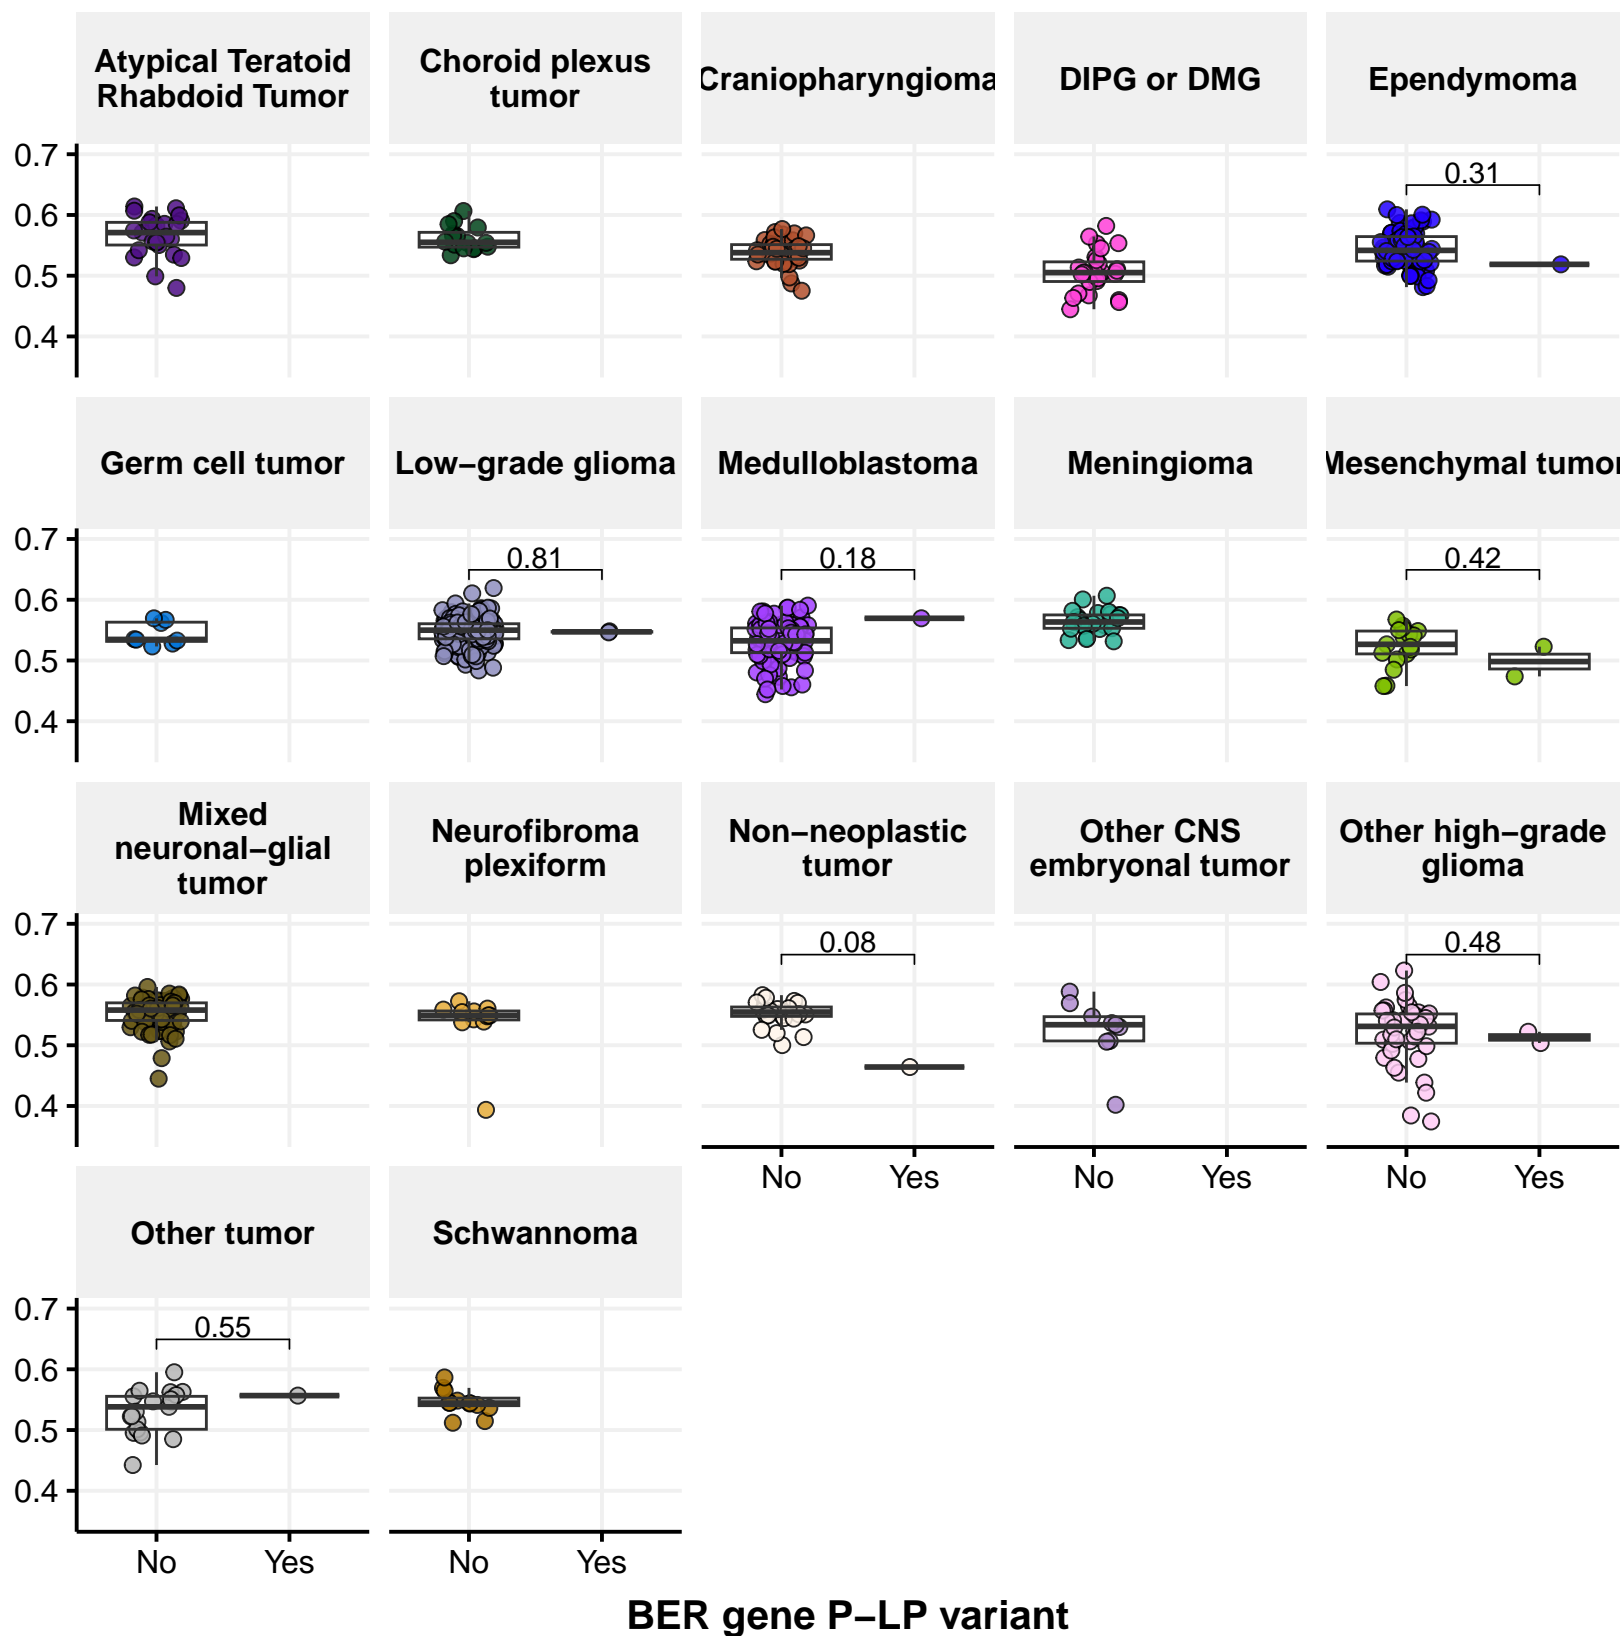 Atypical Teratoid
Rhabdoid Tumor
Choroid plexus
tumor
Craniopharyngioma
DIPG or DMG
Ependymoma
0.7
0.6
0.5
0.4
0.31
Germ cell tumor
Low−grade glioma
Medulloblastoma
Meningioma
Mesenchymal tumor
0.7
0.6
0.5
0.4
0.81
0.18
0.42
Mixed
neuronal−glial
tumor
Neurofibroma
plexiform
Non−neoplastic
tumor
Other CNS
embryonal tumor
Other high−grade
glioma
0.7
0.6
0.5
0.4
0.08
0.48
No Yes
No Yes
No Yes
Other tumor
Schwannoma
0.7
0.6
0.5
0.4
0.55
No Yes
No Yes
BER gene P−LP variant